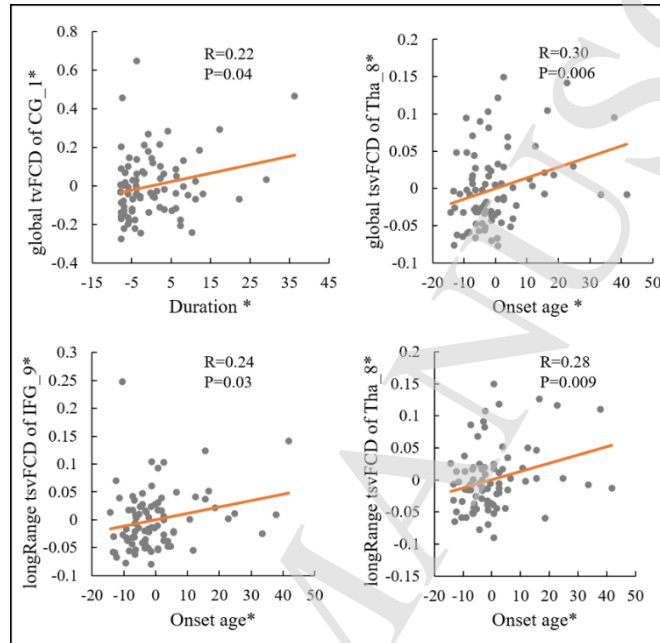 R=0.22
P=0.04
global tvFCD of CG_1*
0.8
0.6
0.4
0.2
0
-0.2
-0.4
-15 -5 5 15 25 35 45
Duration *
R=0.30
P=0.006
global tsvFCD of Tha_8*
0.2
0.15
0.1
0.05
0
-0.05
-0.1
-20 -10 0 10 20 30 40 50
Onset age *
R=0.24
P=0.03
longRange tsvFCD of IFG_9*
0.3
0.25
0.2
0.15
0.1
0.05
0
-0.05
-0.1
-20 -10 0 10 20 30 40 50
Onset age*
R=0.28
P=0.009
longRange tsvFCD of Tha_8*
0.2
0.15
0.1
0.05
0
-0.05
-0.1
-0.15
-20 -10 0 10 20 30 40 50
Onset age*
MANUS